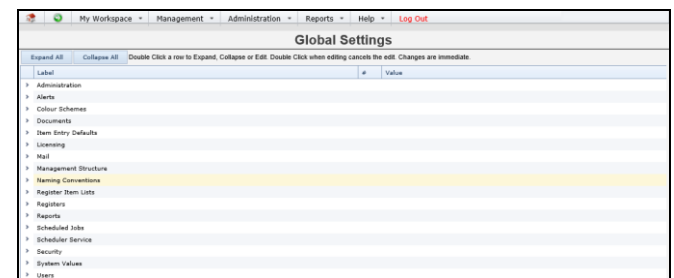 My Workspace Management Administration Reports Help Log Out
Global Settings
Expand All Collapse All Double Click a row to Expand, Collapse or Edit. Double Click when editing cancels the edit. Changes are immediate.
Label # Value
Administration
Alerts
Colour Schemes
Documents
Item Entry Defaults
Licensing
Mail
Management Structure
Naming Conventions
Register Item Lists
Registers
Reports
Scheduled Jobs
Scheduler Service
Security
System Values
Users